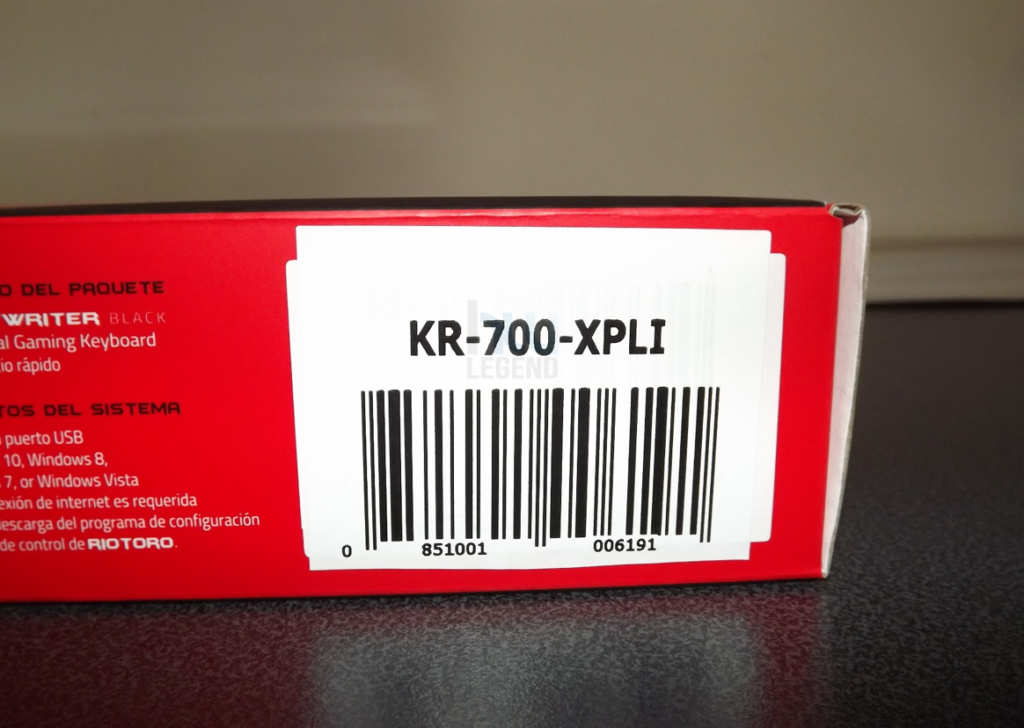 O DEL PAQUETE
WRITER BLACK
al Gaming Keyboard
io rápido
TOS DEL SISTEMA
puerto USB
10, Windows 8,
7, or Windows Vista
exión de internet es requerida
descarga del programa de configuración
de control de RIOTORO.
KR-700-XPLI
LEGEND
0 851001 006191